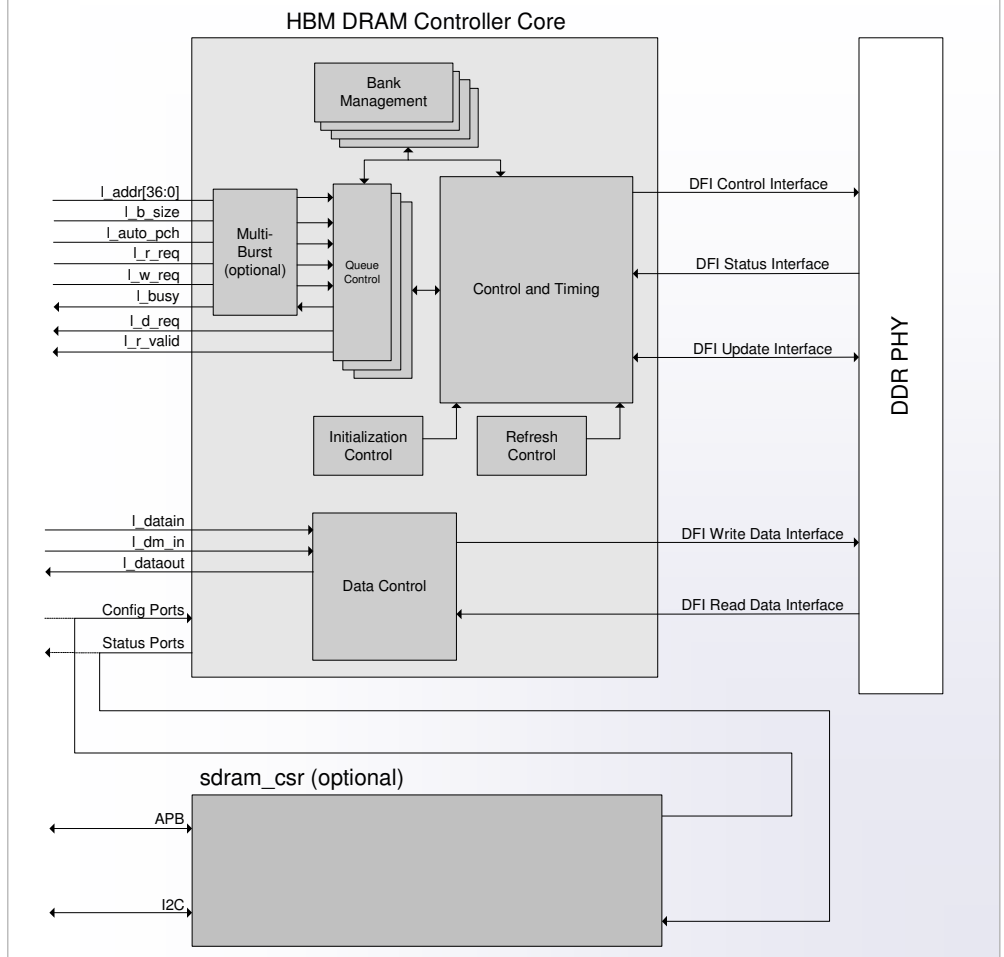 HBM DRAM Controller Core
Bank
Management
l_addr[36:0]
l_b_size
l_auto_pch
l_r_req
l_w_req
l_busy
l_d_req
l_r_valid
Multi-
Burst
(optional)
Queue
Control
Control and Timing
DFI Control Interface
DFI Status Interface
DFI Update Interface
DDR PHY
Initialization
Control
Refresh
Control
l_datain
l_dm_in
l_dataout
Data Control
DFI Write Data Interface
DFI Read Data Interface
Config Ports
Status Ports
sdram_csr (optional)
APB
I2C